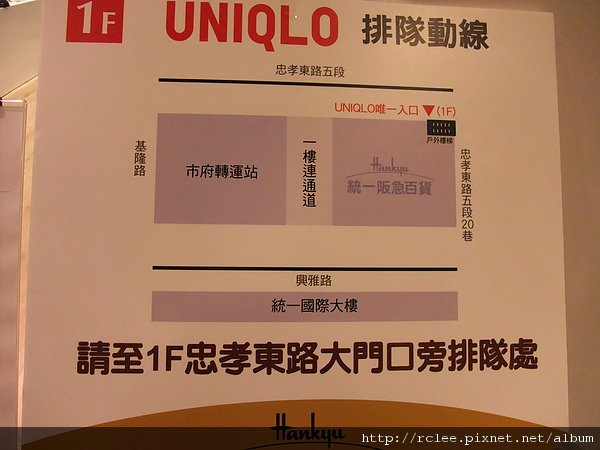 1F UNIQLO 排隊動線
忠孝東路五段
UNIQLO唯一入口▼(1F)
戶外樓梯
基隆路
市府轉運站
一樓連通道
Hankyu
統一阪急百貨
忠孝東路五段20巷
興雅路
統一國際大樓
請至1F忠孝東路大門口旁排隊處
Hankyu
http://rclee.pixnet.net/album